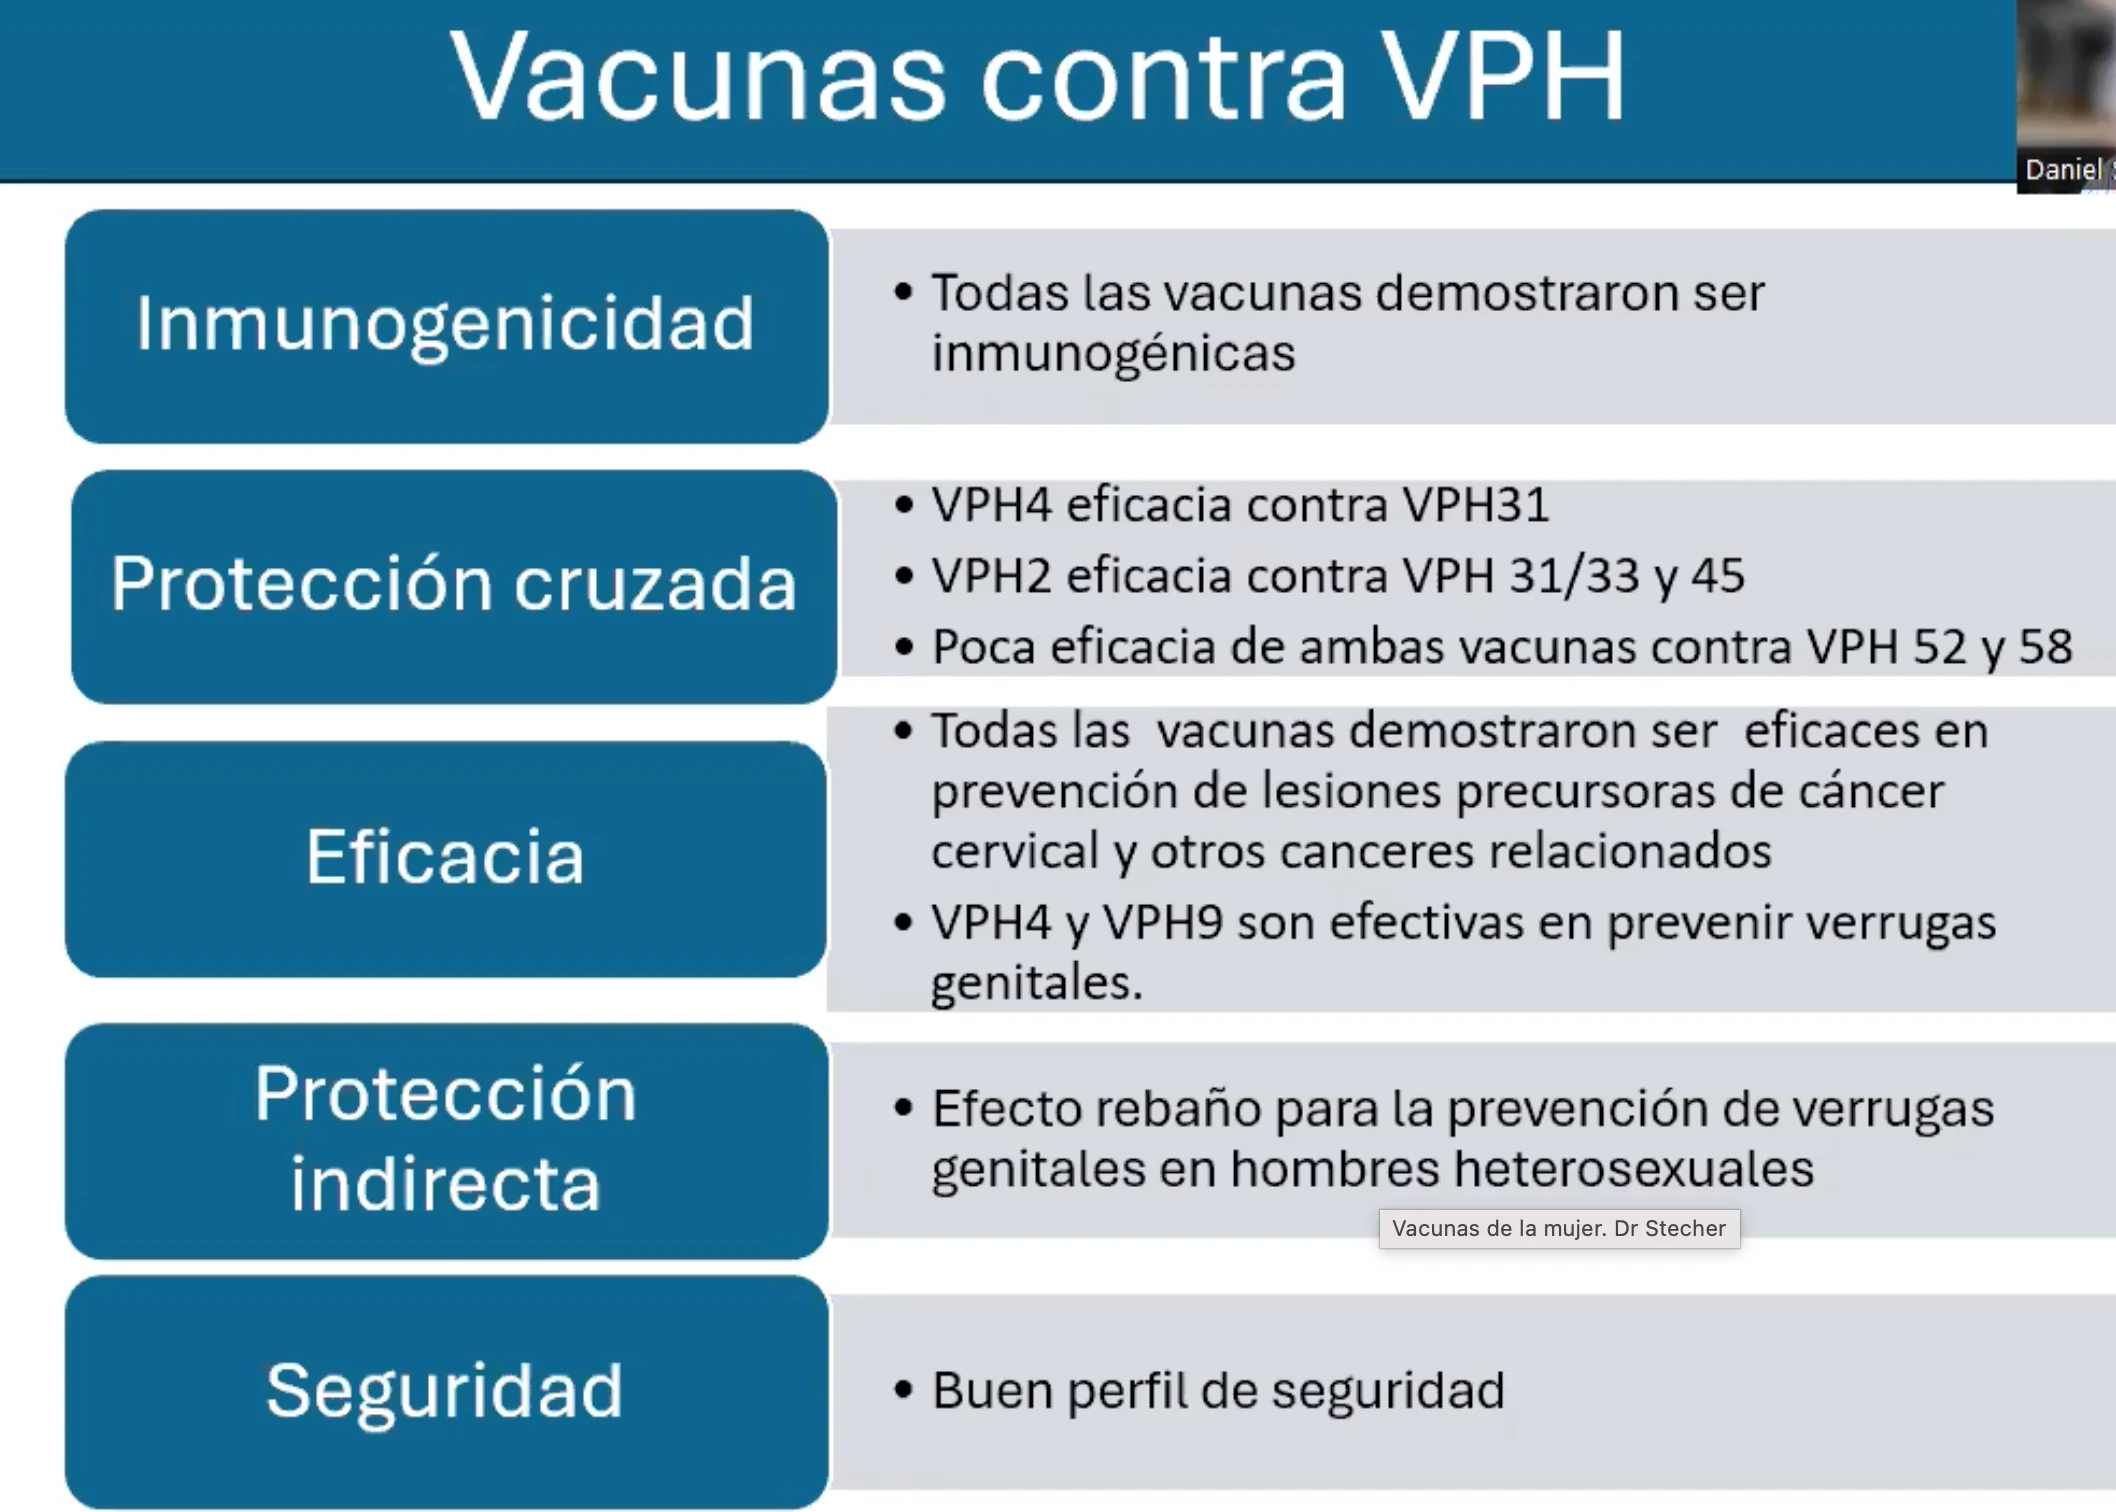 Vacunas contra VPH
Daniel
Inmunogenicidad
• Todas las vacunas demostraron ser
inmunogénicas
Protección cruzada
• VPH4 eficacia contra VPH31
• VPH2 eficacia contra VPH 31/33 y 45
• Poca eficacia de ambas vacunas contra VPH 52 y 58
Eficacia
• Todas las vacunas demostraron ser eficaces en
prevención de lesiones precursoras de cáncer
cervical y otros canceres relacionados
• VPH4 y VPH9 son efectivas en prevenir verrugas
genitales.
Protección
indirecta
• Efecto rebaño para la prevención de verrugas
genitales en hombres heterosexuales
Vacunas de la mujer. Dr Stecher
Seguridad
• Buen perfil de seguridad